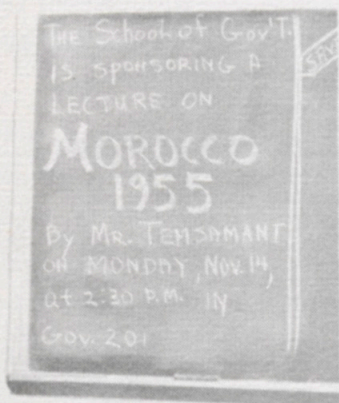 THE School of Gov'T.
IS SPONSORING A
LECTURE ON
MOROCCO
1955
By MR. TEMSAMANI
ON MONDAY, NOV. 14,
at 2:30 P.M. IN
GOV. 201
SAV